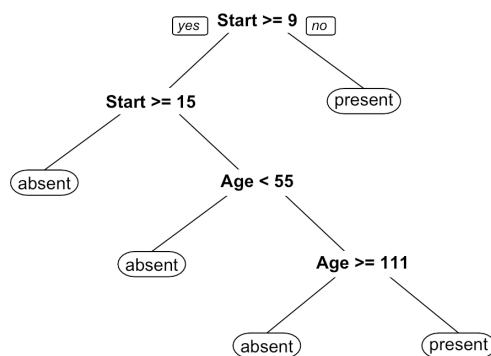 yes Start >= 9 no
Start >= 15
present
absent
Age < 55
absent
Age >= 111
absent
present